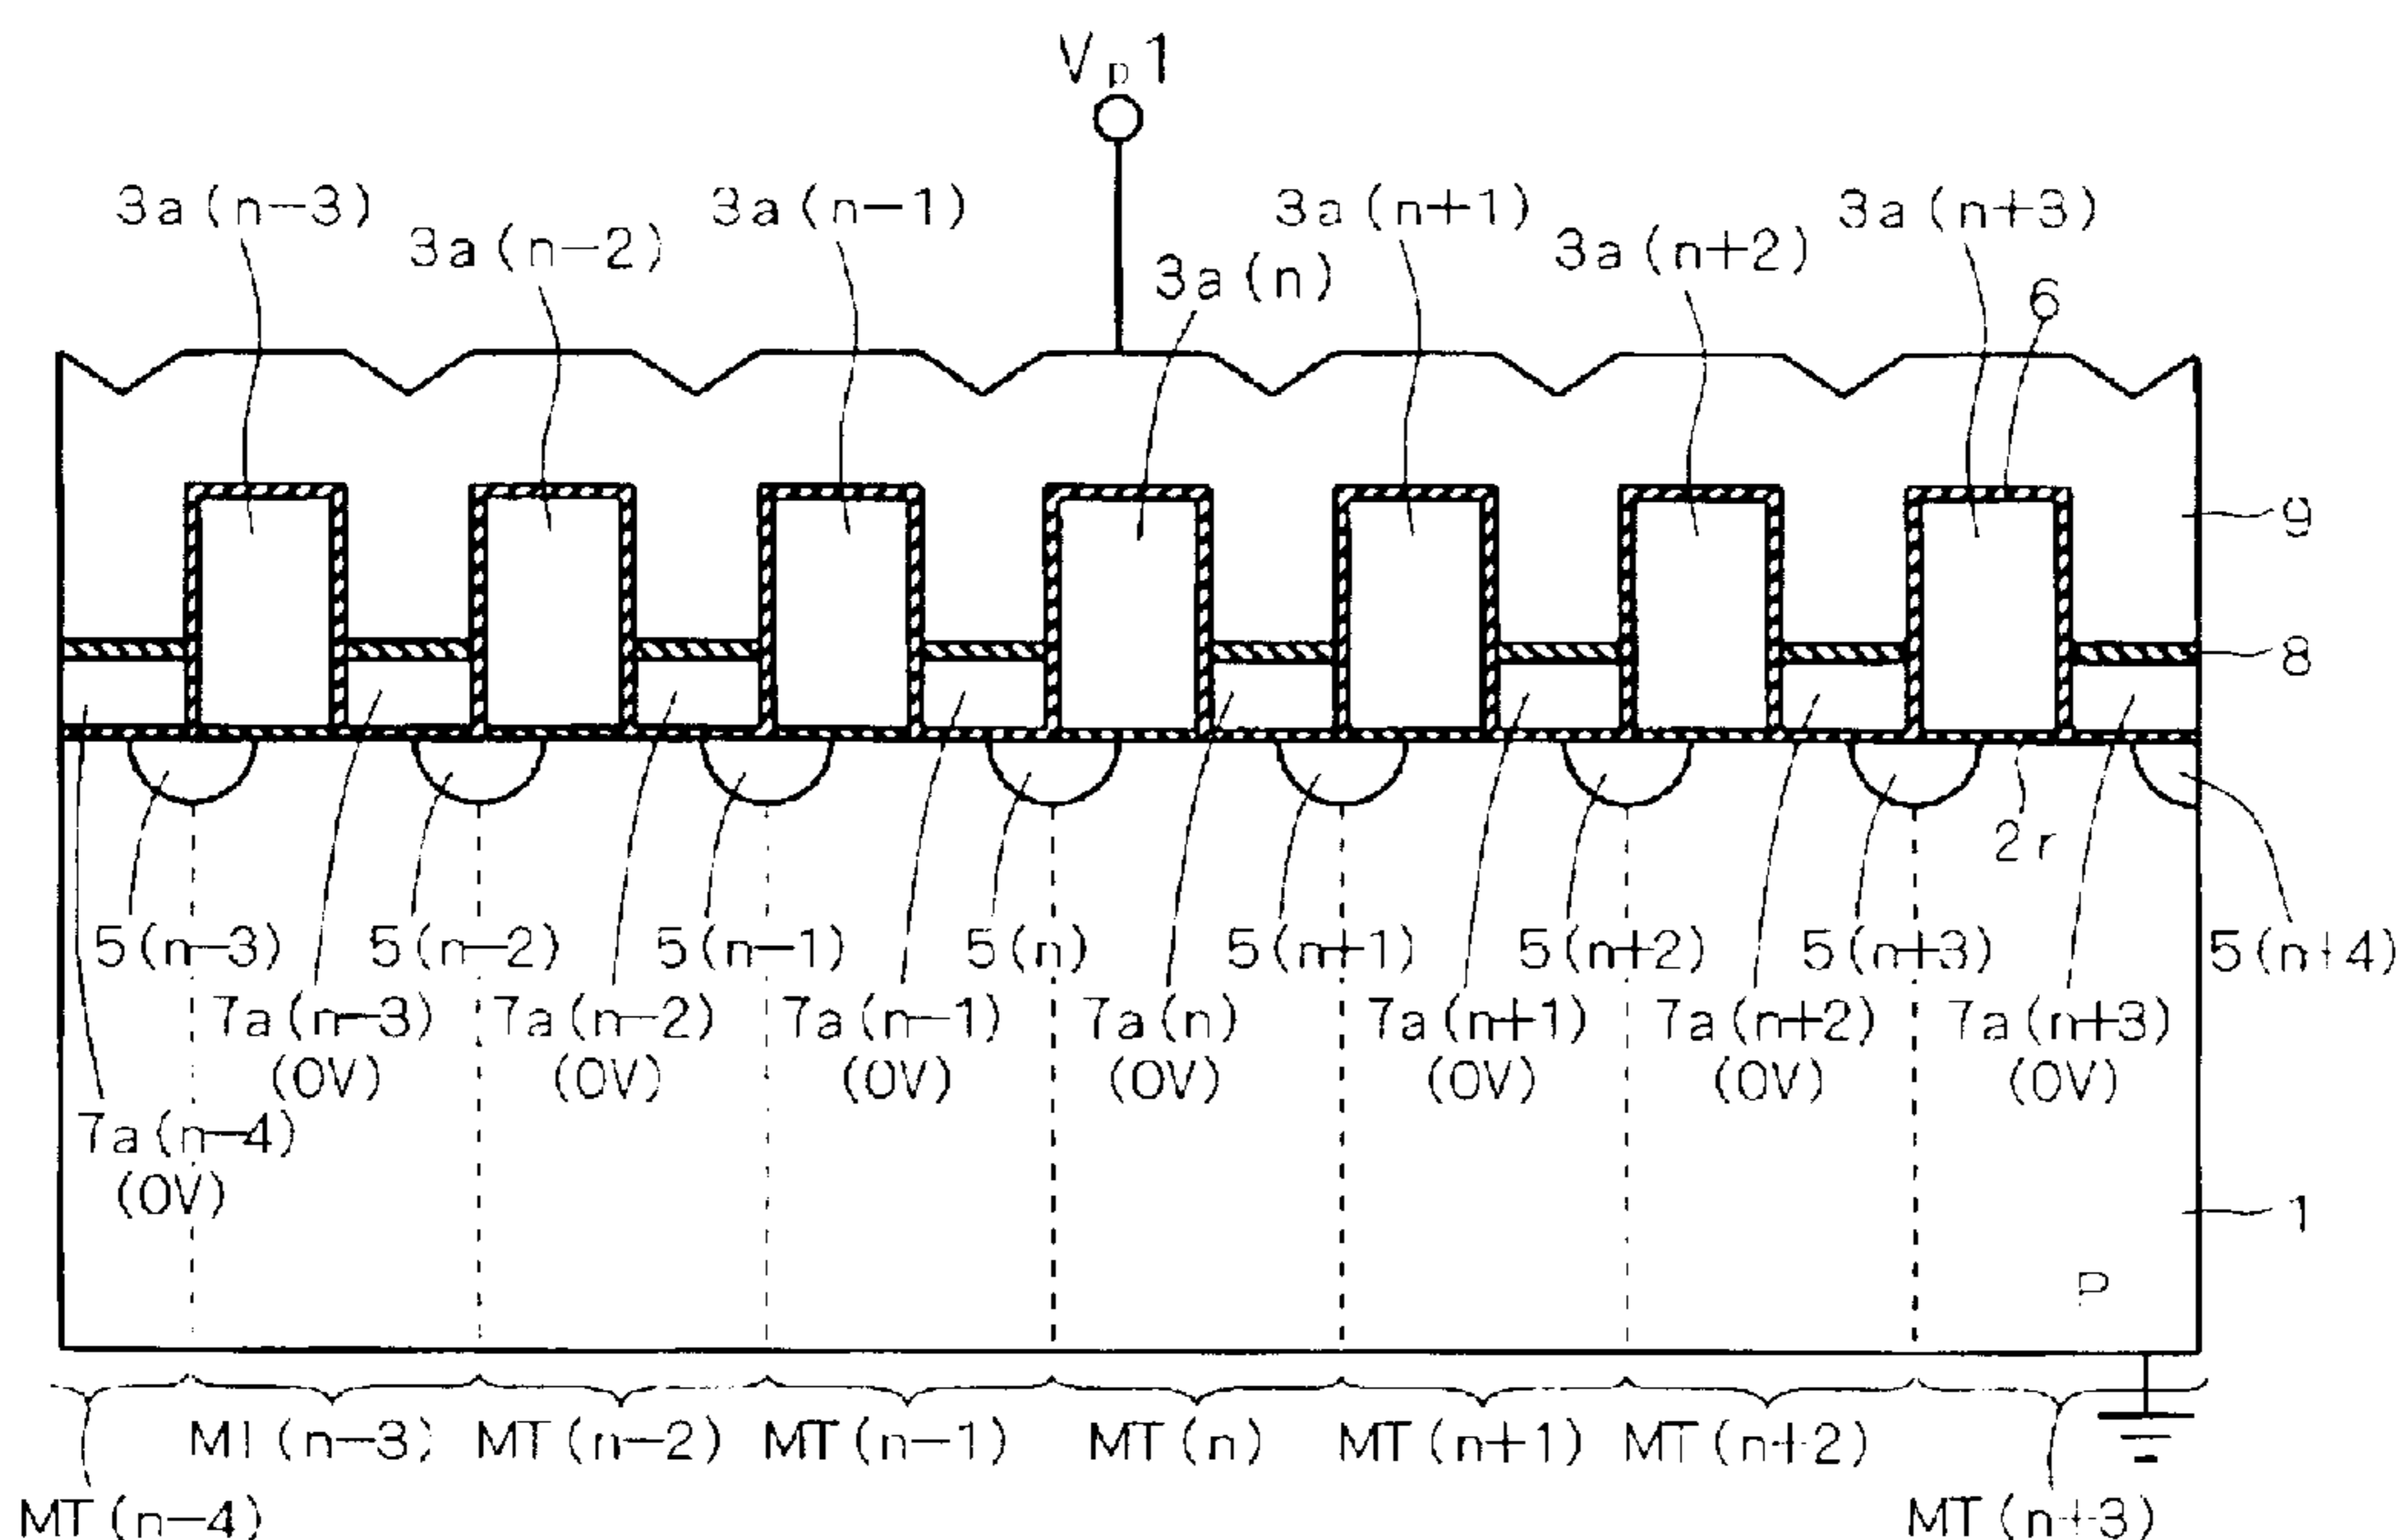 Vp1
3a(n-3)
3a(n-2)
3a(n-1)
3a(n)
3a(n+1)
3a(n+2)
3a(n+3)
6
9
8
2r
5(n-3)
5(n-2)
5(n-1)
5(n)
5(n+1)
5(n+2)
5(n+3)
5(n+4)
7a(n-3)
(0V)
7a(n-2)
(0V)
7a(n-1)
(0V)
7a(n)
(0V)
7a(n+1)
(0V)
7a(n+2)
(0V)
7a(n+3)
(0V)
7a(n-4)
(0V)
1
P
MT(n-3)
MT(n-2)
MT(n-1)
MT(n)
MT(n+1)
MT(n+2)
MT(n-4)
MT(n+3)